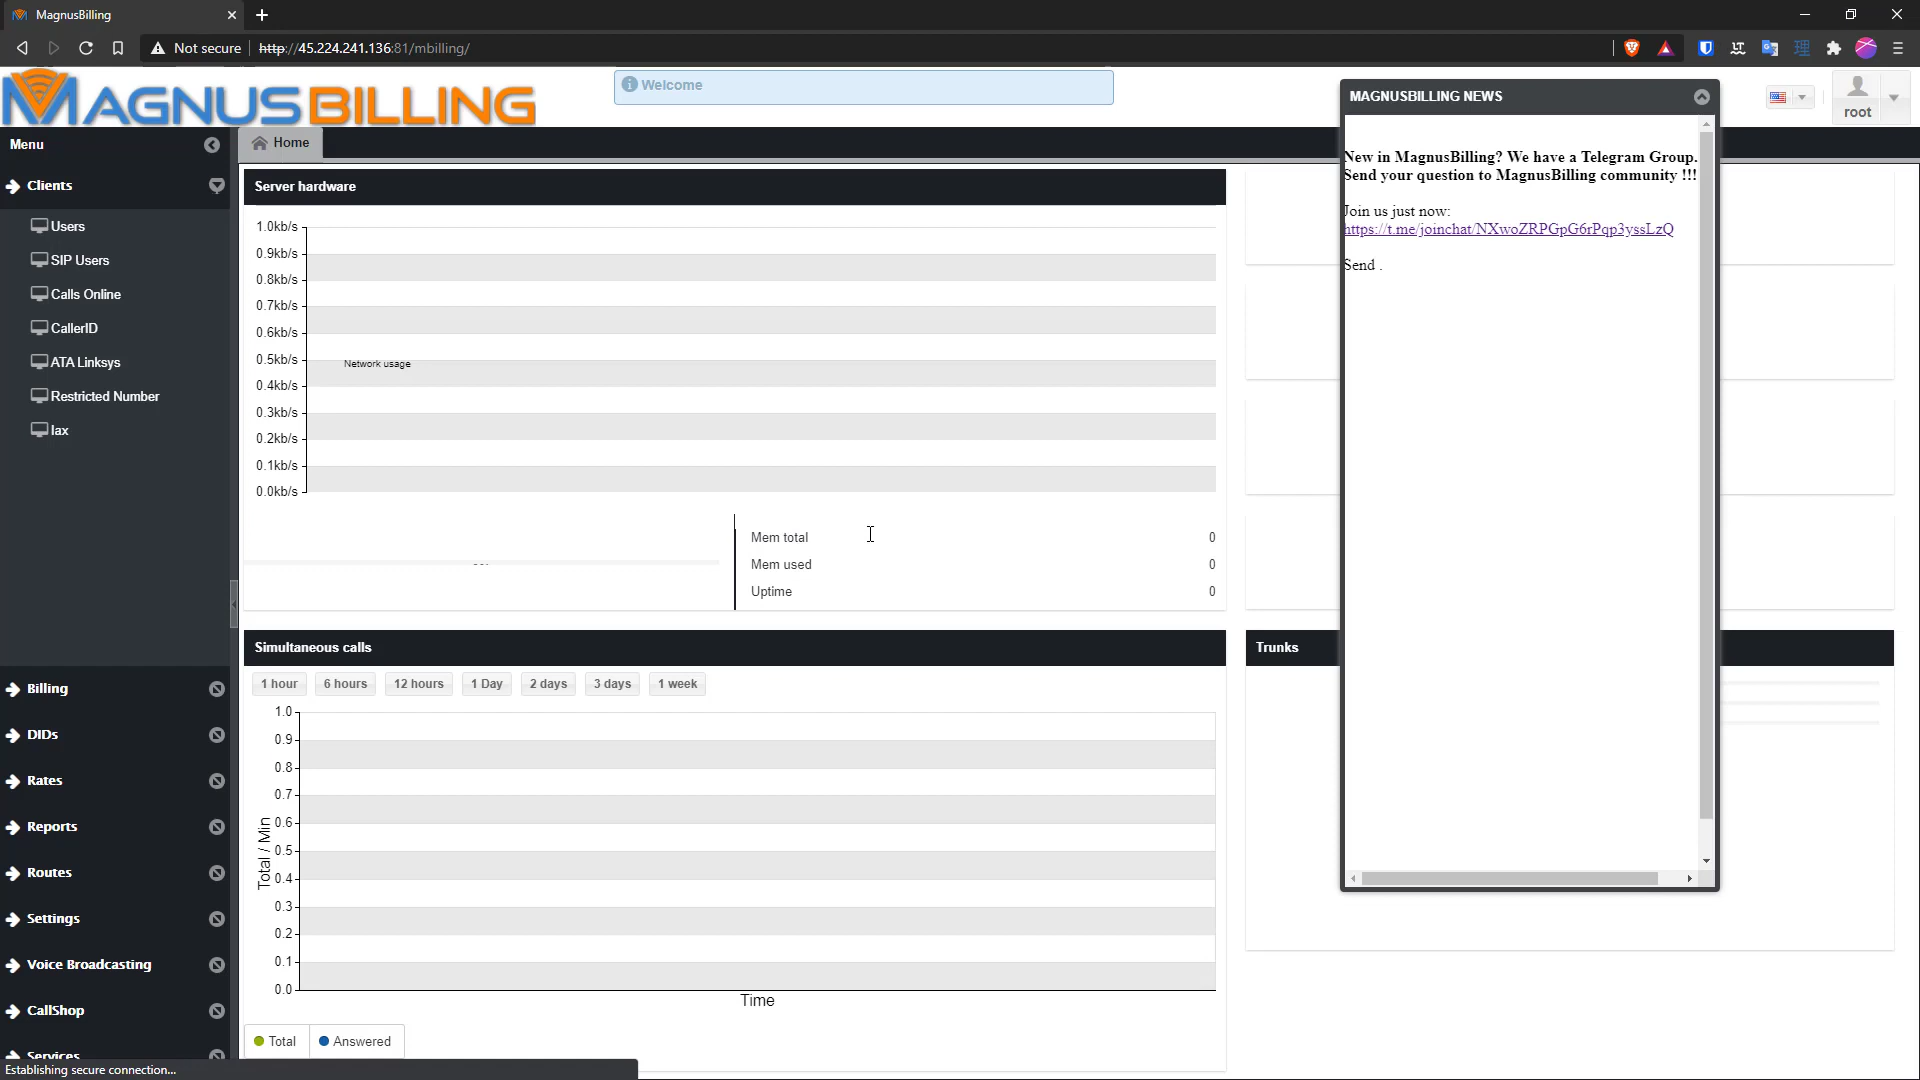 MagnusBilling
Not secure
http://45.224.241.136:81/mbilling/
MAGNUSBILLING
Welcome
root
Menu
Home
MAGNUSBILLING NEWS
New in MagnusBilling? We have a Telegram Group.
Send your question to MagnusBilling community !!!
Join us just now:
https://t.me/joinchat/NXwoZRPGpG6rPqp3yssLzQ
Send .
Clients
Users
SIP Users
Calls Online
CallerID
ATA Linksys
Restricted Number
Iax
Billing
DIDs
Rates
Reports
Routes
Settings
Voice Broadcasting
CallShop
Services
Server hardware
1.0kb/s
0.9kb/s
0.8kb/s
0.7kb/s
0.6kb/s
0.5kb/s
Network usage
0.4kb/s
0.3kb/s
0.2kb/s
0.1kb/s
0.0kb/s
Mem total 0
Mem used 0
Uptime 0
Simultaneous calls
1 hour 6 hours 12 hours 1 Day 2 days 3 days 1 week
1.0
0.9
0.8
0.7
0.6
0.5
0.4
0.3
0.2
0.1
0.0
Total / Min
Time
Total Answered
Trunks
Establishing secure connection...